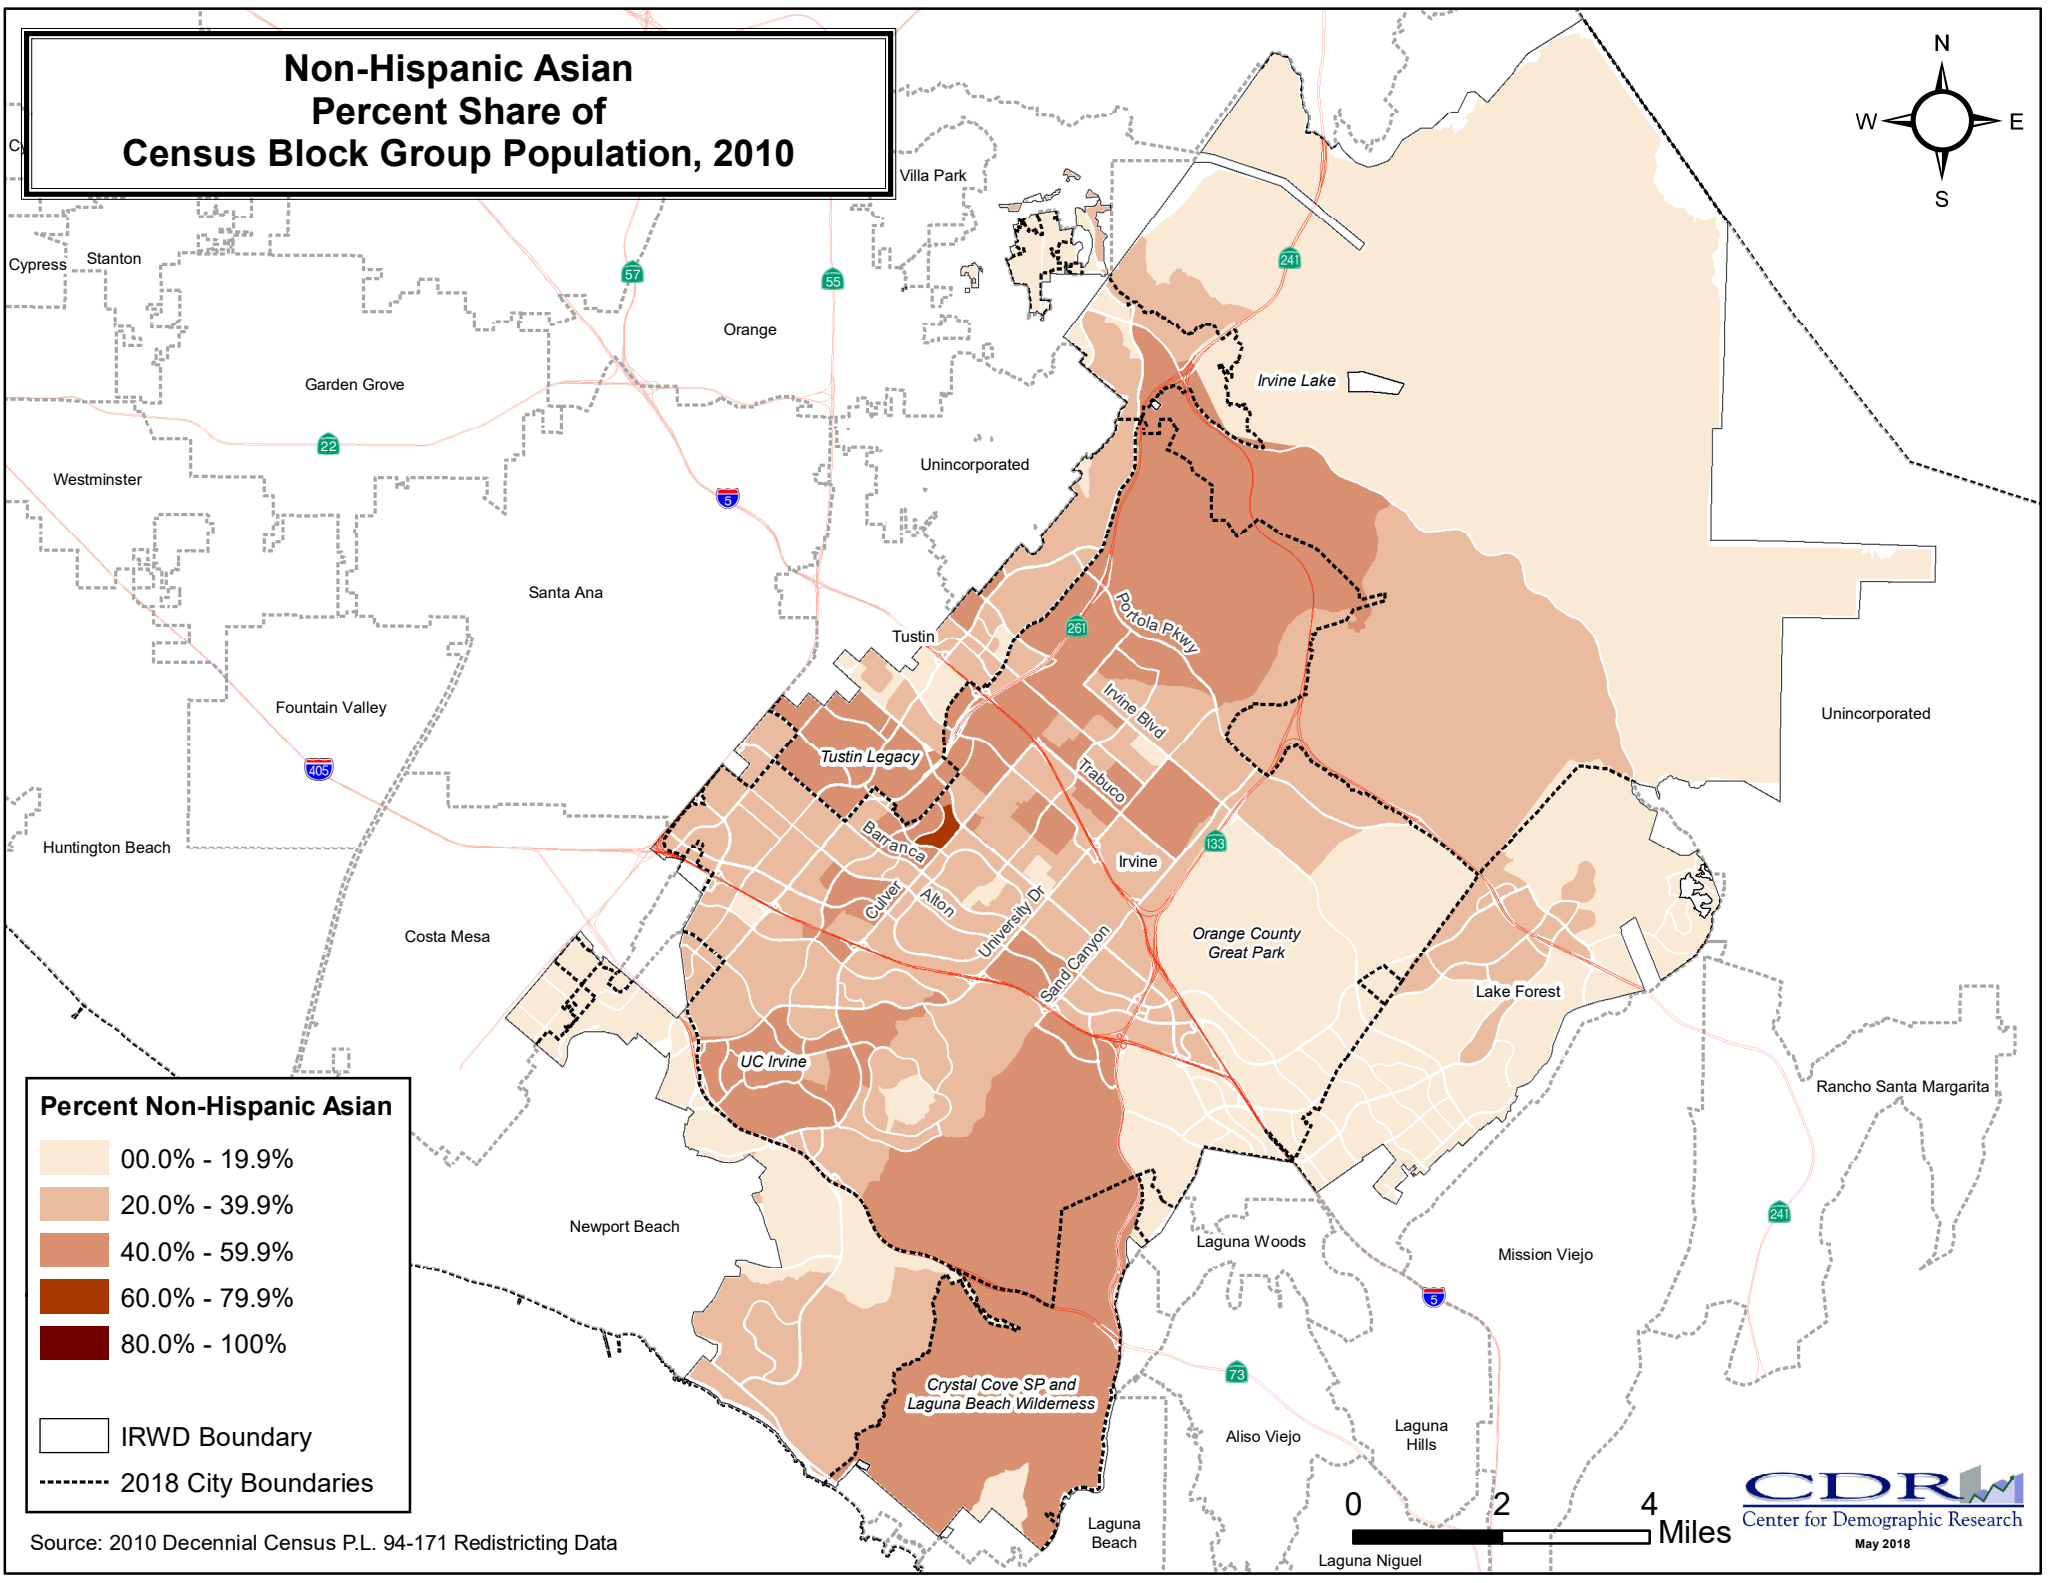 Non-Hispanic Asian
Percent Share of
Census Block Group Population, 2010
N
W
E
S
Villa Park
Cy
Cypress
Stanton
57
55
241
Orange
Garden Grove
Irvine Lake
22
Westminster
Unincorporated
5
Santa Ana
Tustin
261
Portola Pkwy
Fountain Valley
Irvine Blvd
Unincorporated
Tustin Legacy
405
Trabuco
Huntington Beach
Barranca
133
Irvine
Culver
Alton
University Dr
Costa Mesa
Orange County
Great Park
Sand Canyon
Lake Forest
UC Irvine
Rancho Santa Margarita
Percent Non-Hispanic Asian
00.0% - 19.9%
20.0% - 39.9%
40.0% - 59.9%
60.0% - 79.9%
80.0% - 100%
IRWD Boundary
2018 City Boundaries
Newport Beach
Laguna Woods
241
Mission Viejo
5
73
Crystal Cove SP and
Laguna Beach Wilderness
Aliso Viejo
Laguna
Hills
Laguna
Beach
0 2 4
Miles
Laguna Niguel
CDR
Center for Demographic Research
May 2018
Source: 2010 Decennial Census P.L. 94-171 Redistricting Data